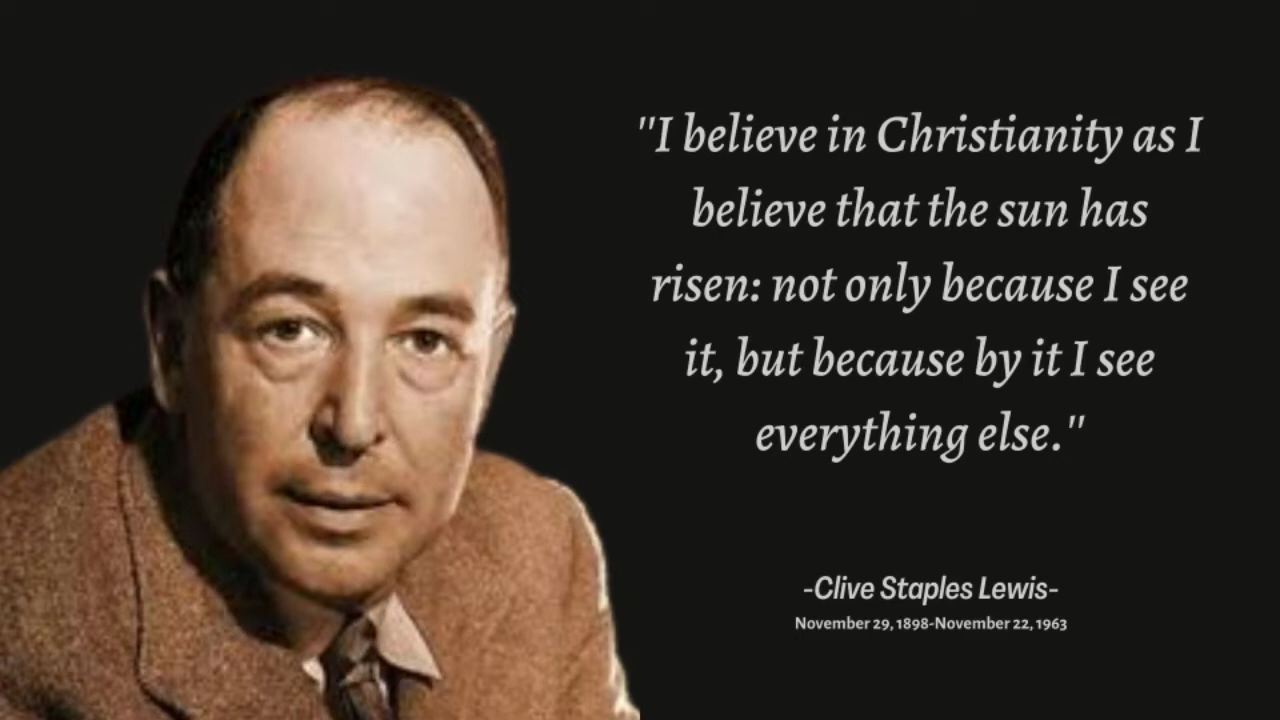 "I believe in Christianity as I
believe that the sun has
risen: not only because I see
it, but because by it I see
everything else."
-Clive Staples Lewis-
November 29, 1898-November 22, 1963